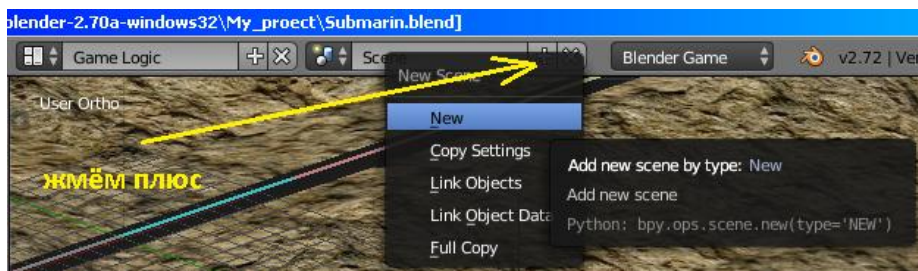 blender-2.70a-windows32\My_proect\Submarin.blend]
Game Logic Scene Blender Game v2.72 | Ver
New Scene
User Ortho
New
Copy Settings
Add new scene by type: New
жмём плюс
Link Objects
Add new scene
Link Object Data
Python: bpy.ops.scene.new(type='NEW')
Full Copy